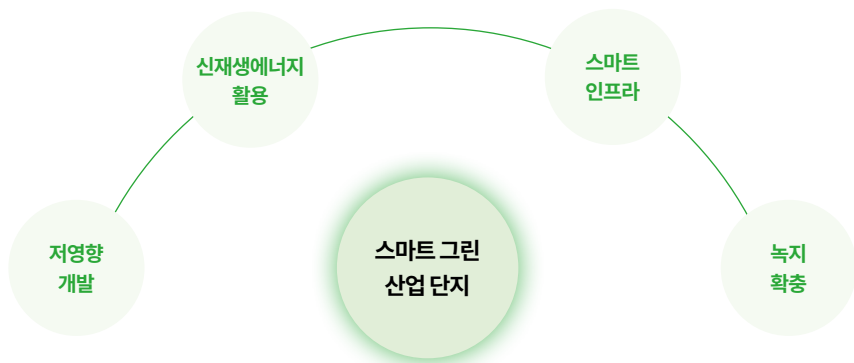 신재생에너지
활용
스마트
인프라
저영향
개발
스마트 그린
산업 단지
녹지
확충